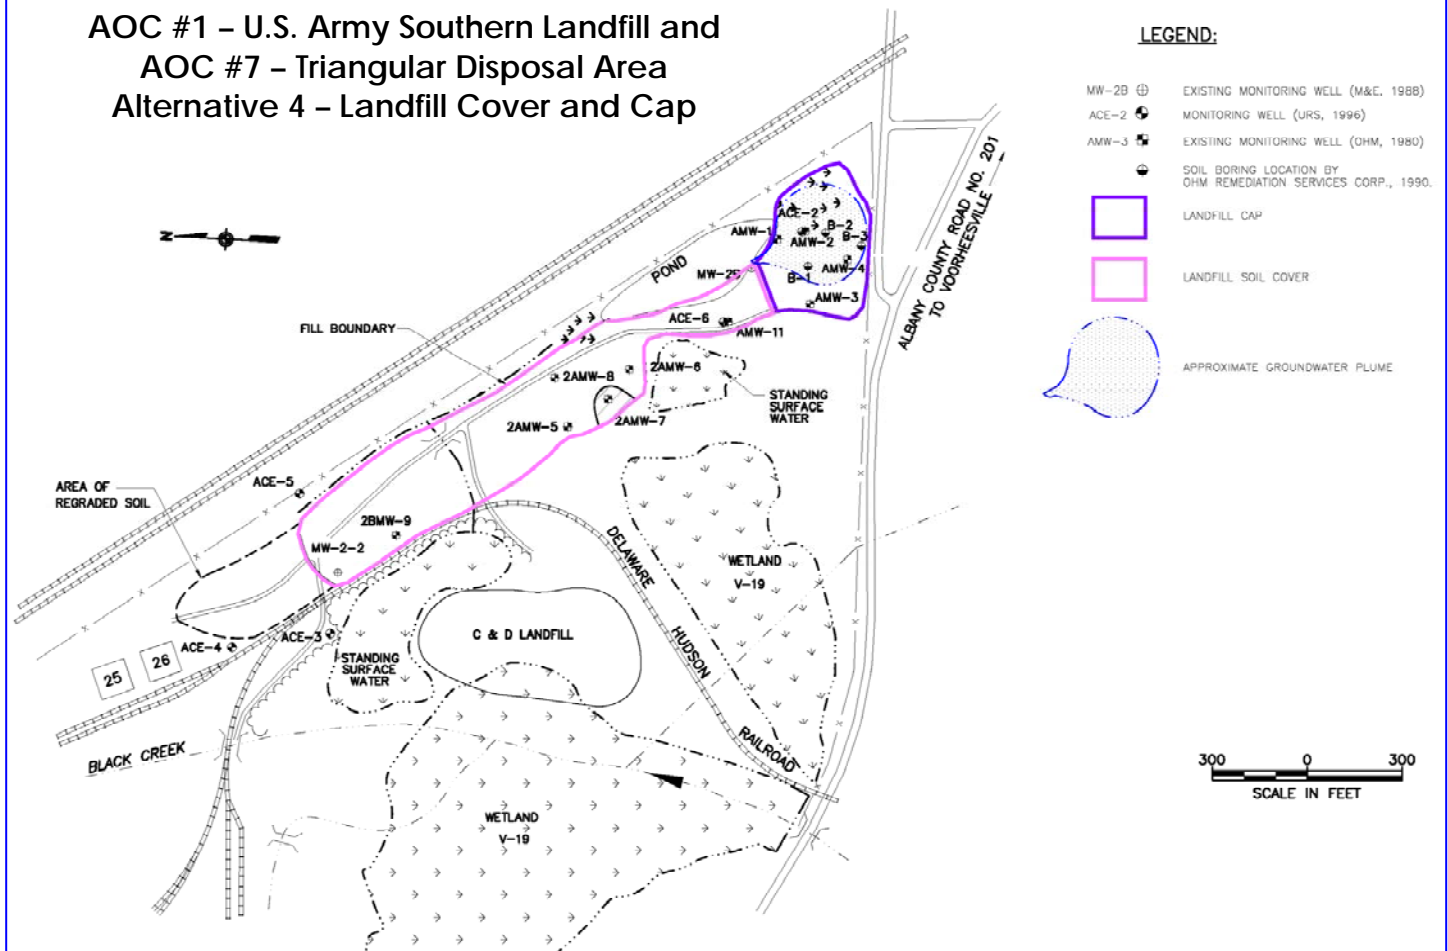 AOC #1 – U.S. Army Southern Landfill and
AOC #7 – Triangular Disposal Area
Alternative 4 – Landfill Cover and Cap
LEGEND:
MW-2B EXISTING MONITORING WELL (M&E, 1988)
ACE-2 MONITORING WELL (URS, 1996)
AMW-3 EXISTING MONITORING WELL (OHM, 1980)
SOIL BORING LOCATION BY
OHM REMEDIATION SERVICES CORP., 1990.
LANDFILL CAP
LANDFILL SOIL COVER
APPROXIMATE GROUNDWATER PLUME
N
ALBANY COUNTY ROAD NO. 201
TO VOORHEESVILLE
ACE-2
B-2
AMW-1
AMW-2
B-3
AMW-4
B-1
AMW-3
POND
MW-2S
ACE-6
AMW-11
FILL BOUNDARY
2AMW-8
2AMW-6
STANDING
SURFACE
WATER
2AMW-5
2AMW-7
ACE-5
AREA OF
REGRADED SOIL
2BMW-9
MW-2-2
DELAWARE
HUDSON
RAILROAD
WETLAND
V-19
C & D LANDFILL
ACE-3
ACE-4
STANDING
SURFACE
WATER
25
26
BLACK CREEK
WETLAND
V-19
300 0 300
SCALE IN FEET